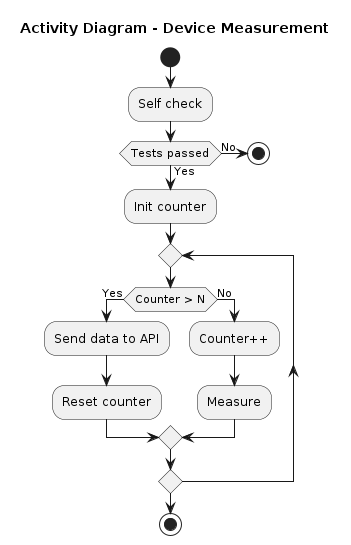 Activity Diagram - Device Measurement
Self check
Tests passed
No
Yes
Init counter
Yes
Counter > N
No
Send data to API
Counter++
Reset counter
Measure